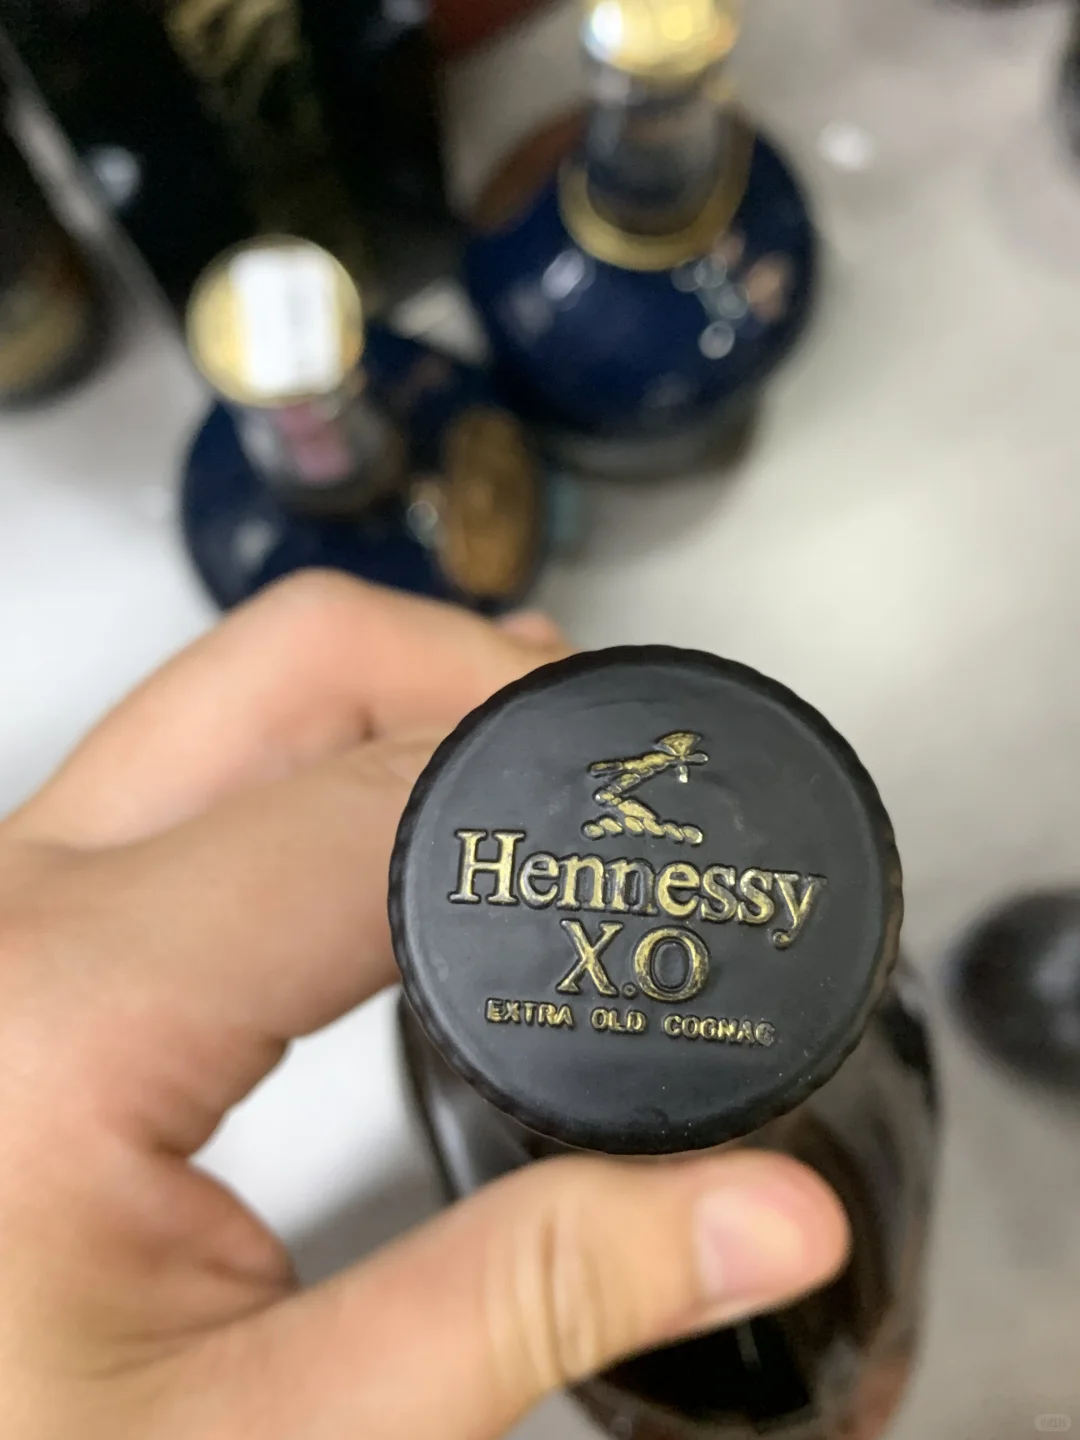 Hennessy
X.O
EXTRA OLD COGNAC